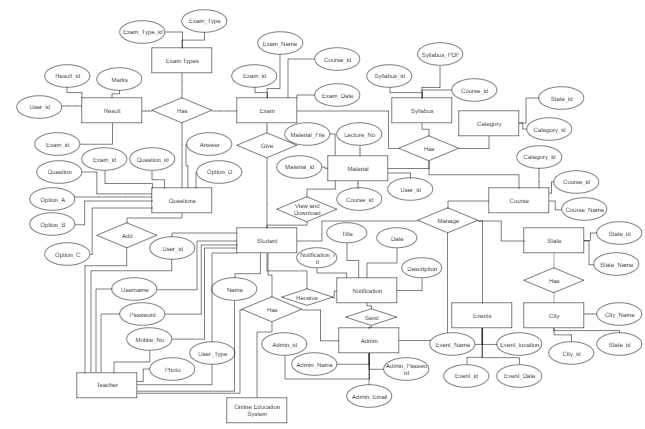 Exam_Type
Exam_Type_id
Exam_Name
Exam Types
Course_id
Syllabus_PDF
Result_id
Marks
Exam_id
Syllabus_id
Course_id
User_id
Result
Has
Exam
Exam_Date
Syllabus
State_id
Category
Category_id
Exam_id
Answer
Give
Material_File
Lecture_No
Has
Exam_id
Question_id
Category_id
Question
Option_D
Material_id
Material
User_id
Course_id
Option_A
Questions
Course_id
Course
Course_Name
View and
Download
Option_B
Add
Title
Manage
State_id
User_id
Student
Date
State
Option_C
Notification_i
d
Description
State_Name
Username
Name
Receive
Notification
Has
Password
Has
Send
Events
City
City_Name
Mobile_No
User_Type
Admin_id
Admin
Event_Name
Event_location
State_id
Photo
Admin_Name
Admin_Passwo
rd
City_id
Teacher
Event_id
Event_Date
Admin_Email
Online Education
System